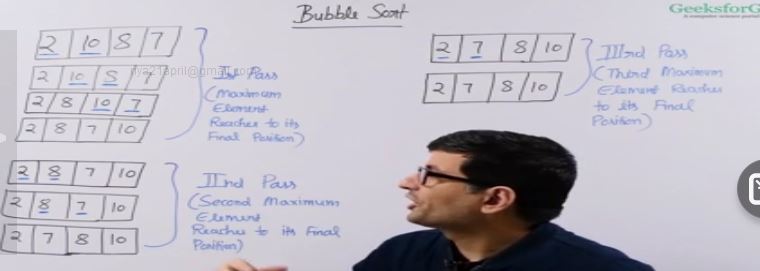 Bubble Sort
GeeksforG
A computer science portal
2 10 8 7
2 10 8 7
2 8 10 7
2 8 7 10
Ist Pass
(Maximum
Element
Reaches to its
Final Position)
2 8 7 10
2 8 7 10
2 7 8 10
IInd Pass
(Second Maximum
Element
Reaches to its Final
Position)
2 7 8 10
2 7 8 10
IIIrd Pass
(Third Maximum
Element Reaches
to its Final
Position)